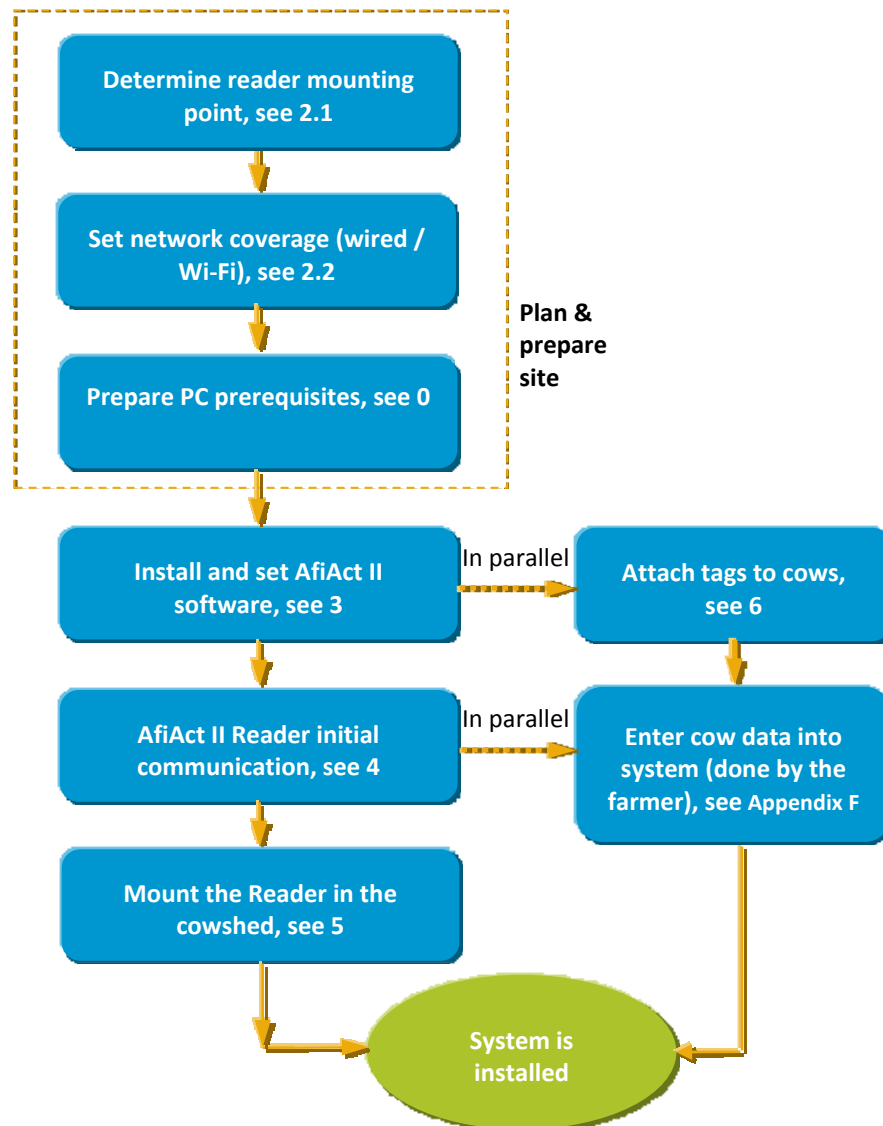 Determine reader mounting
point, see 2.1
Set network coverage (wired /
Wi-Fi), see 2.2
Plan &
prepare
site
Prepare PC prerequisites, see 0
Install and set AfiAct II
software, see 3
In parallel
Attach tags to cows,
see 6
AfiAct II Reader initial
communication, see 4
In parallel
Enter cow data into
system (done by the
farmer), see Appendix F
Mount the Reader in the
cowshed, see 5
System is
installed